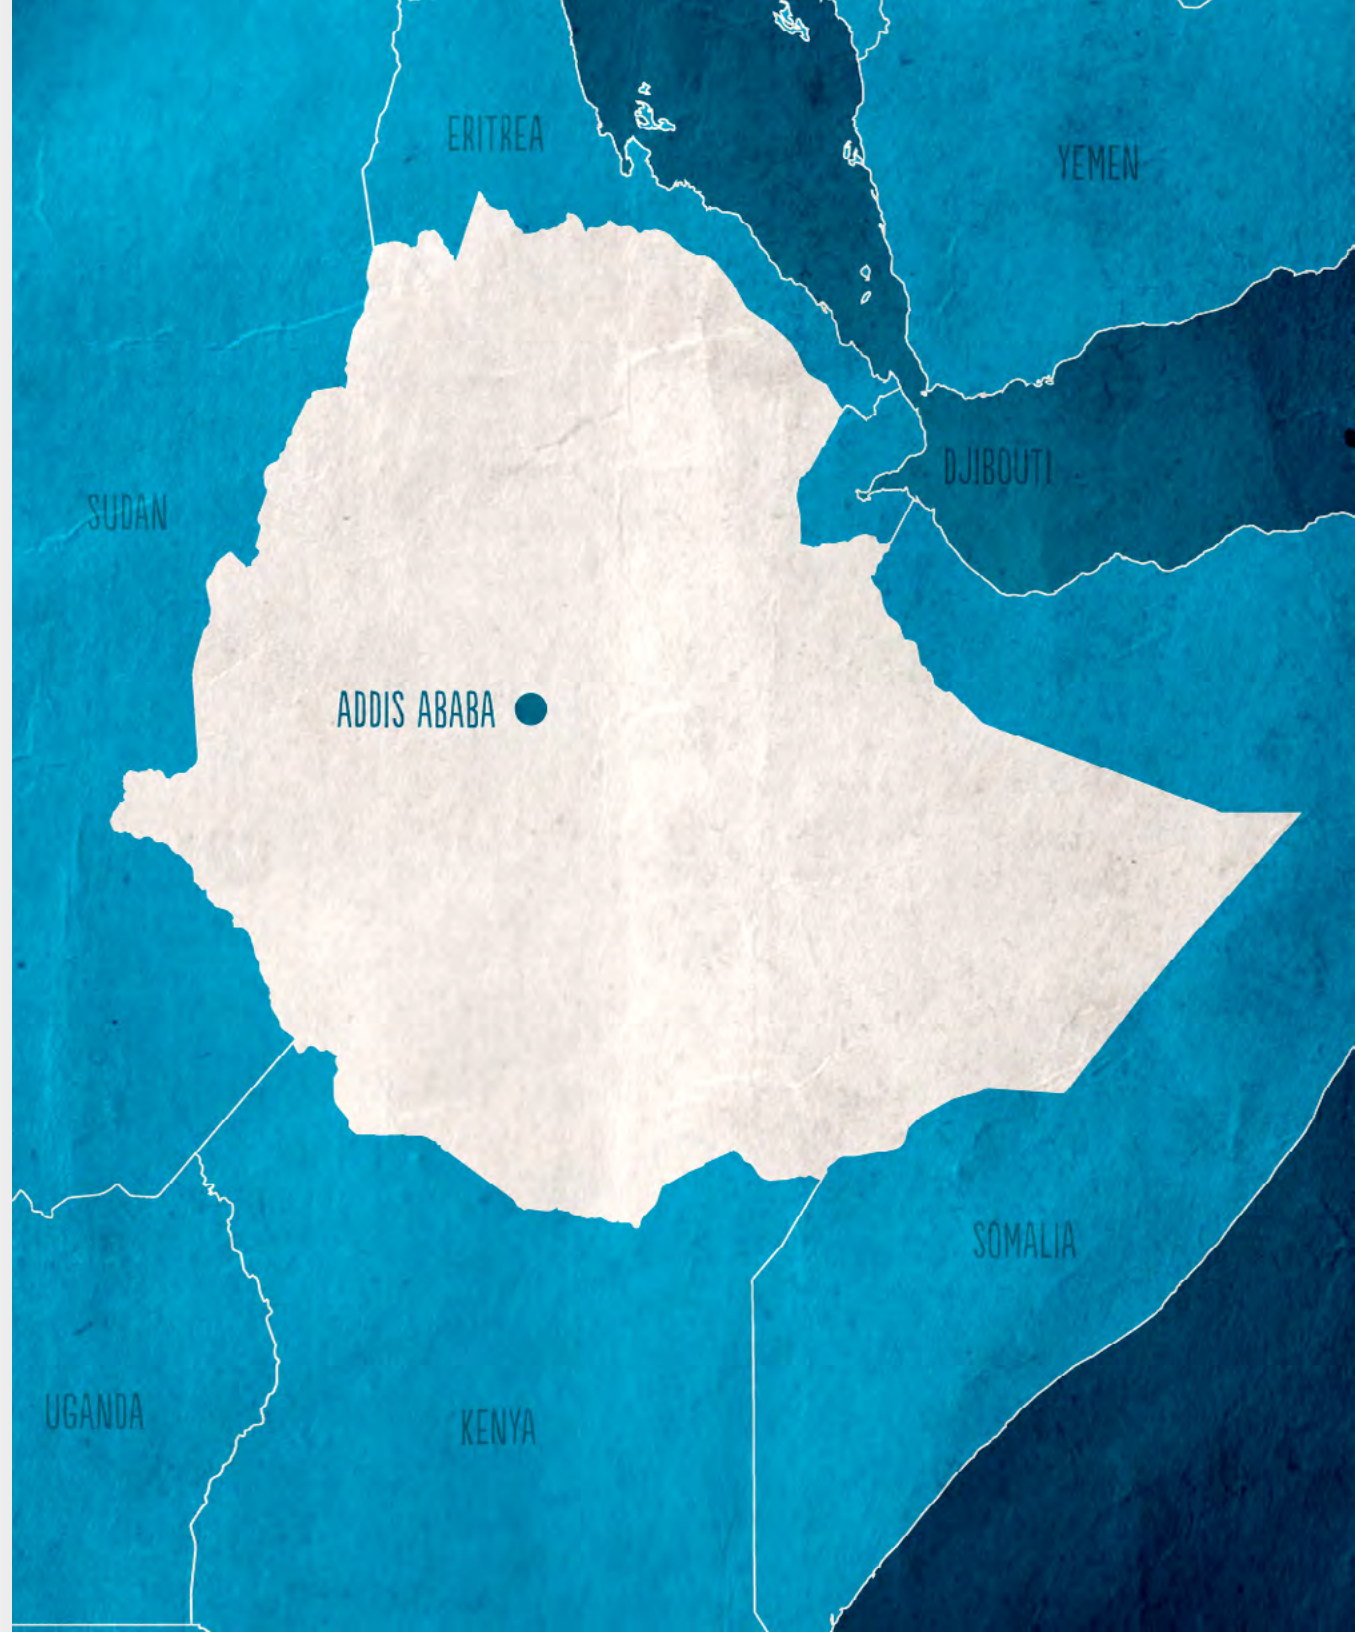 ERITREA
YEMEN
DJIBOUTI
SUDAN
ADDIS ABABA
SOMALIA
UGANDA
KENYA